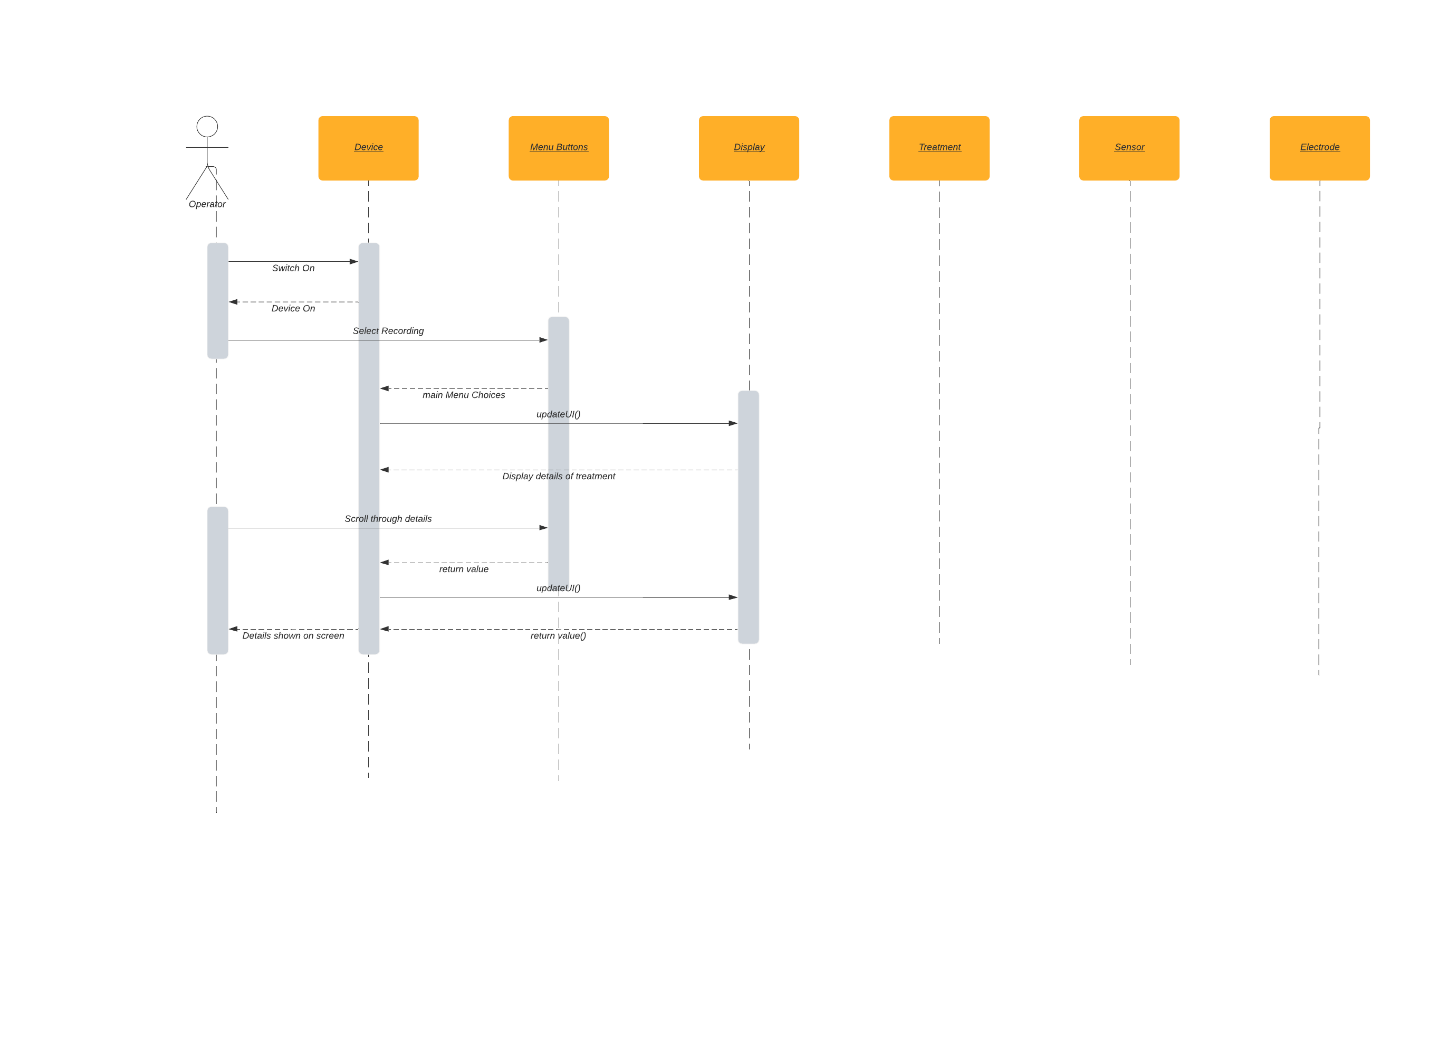 Operator
Device
Menu Buttons
Display
Treatment
Sensor
Electrode
Switch On
Device On
Select Recording
main Menu Choices
updateUI()
Display details of treatment
Scroll through details
return value
updateUI()
Details shown on screen
return value()